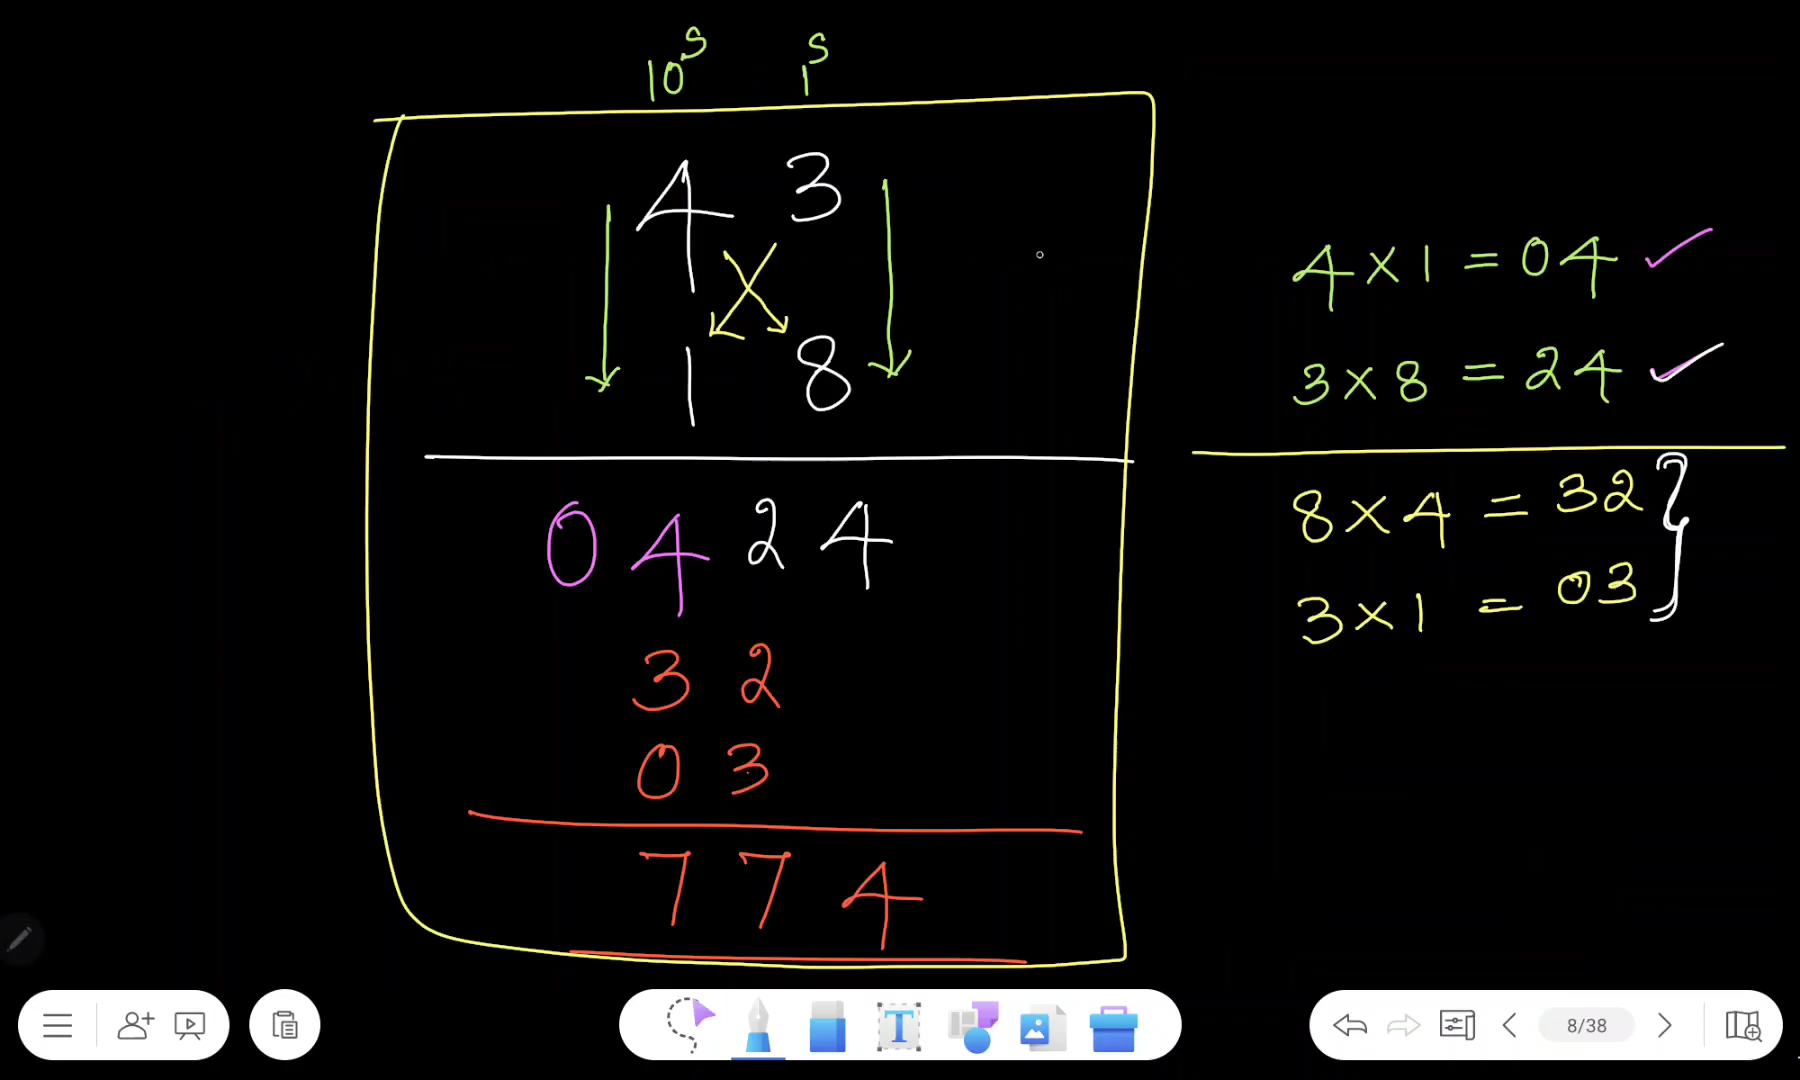 10s 1s
4 3
1 8
0 4 2 4
3 2
0 3
7 7 4
4 × 1 = 04 ✓
3 × 8 = 24 ✓
8 × 4 = 32 }
3 × 1 = 03
T
8/38